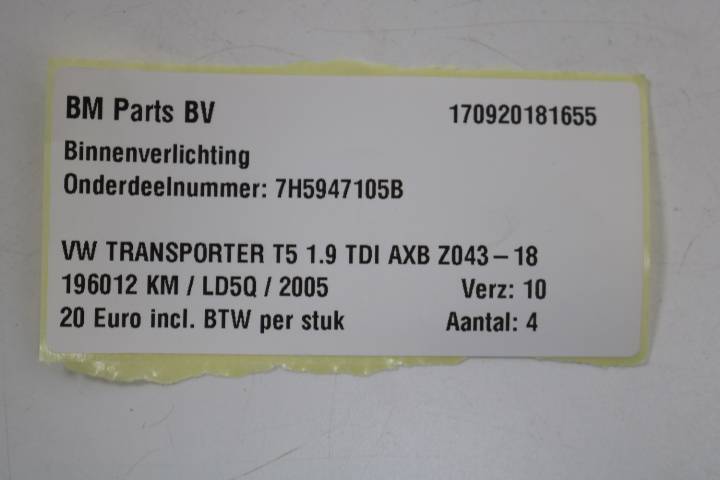 BM Parts BV 170920181655
Binnenverlichting
Onderdeelnummer: 7H5947105B
VW TRANSPORTER T5 1.9 TDI AXB Z043-18
196012 KM / LD5Q / 2005 Verz: 10
20 Euro incl. BTW per stuk Aantal: 4